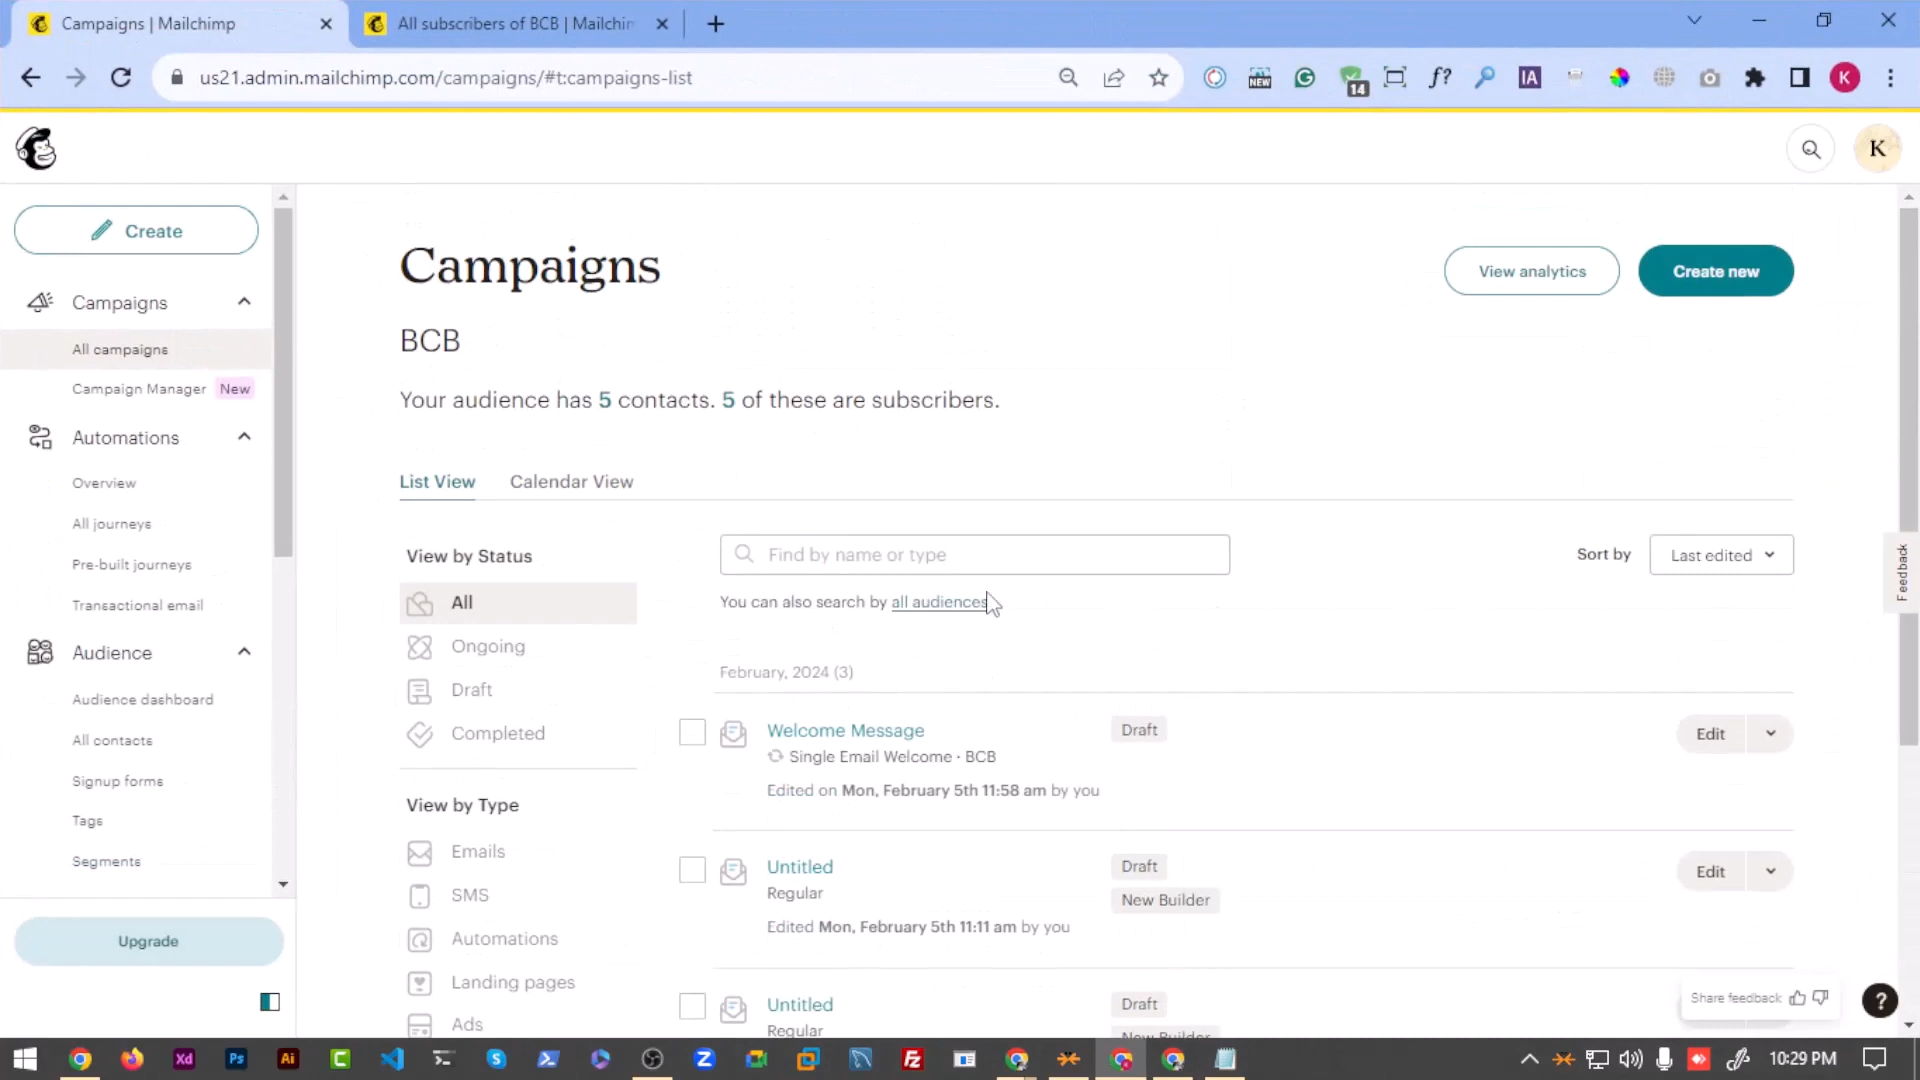 Campaigns | Mailchimp
All subscribers of BCB | Mailchim
us21.admin.mailchimp.com/campaigns/#t:campaigns-list
NEW
14
f?
IA
K
K
Create
Campaigns
All campaigns
Campaign Manager New
Automations
Overview
All journeys
Pre-built journeys
Transactional email
Audience
Audience dashboard
All contacts
Signup forms
Tags
Segments
Upgrade
Campaigns
View analytics
Create new
BCB
Your audience has 5 contacts. 5 of these are subscribers.
List View
Calendar View
View by Status
All
Ongoing
Draft
Completed
View by Type
Emails
SMS
Automations
Landing pages
Ads
Find by name or type
Sort by
Last edited
You can also search by all audiences
February, 2024 (3)
Welcome Message
Draft
Edit
Single Email Welcome · BCB
Edited on Mon, February 5th 11:58 am by you
Untitled
Draft
Edit
Regular
New Builder
Edited Mon, February 5th 11:11 am by you
Untitled
Draft
Regular
New Builder
Feedback
Share feedback
?
Xd
Ps
Ai
C
S
Z
FZ
10:29 PM